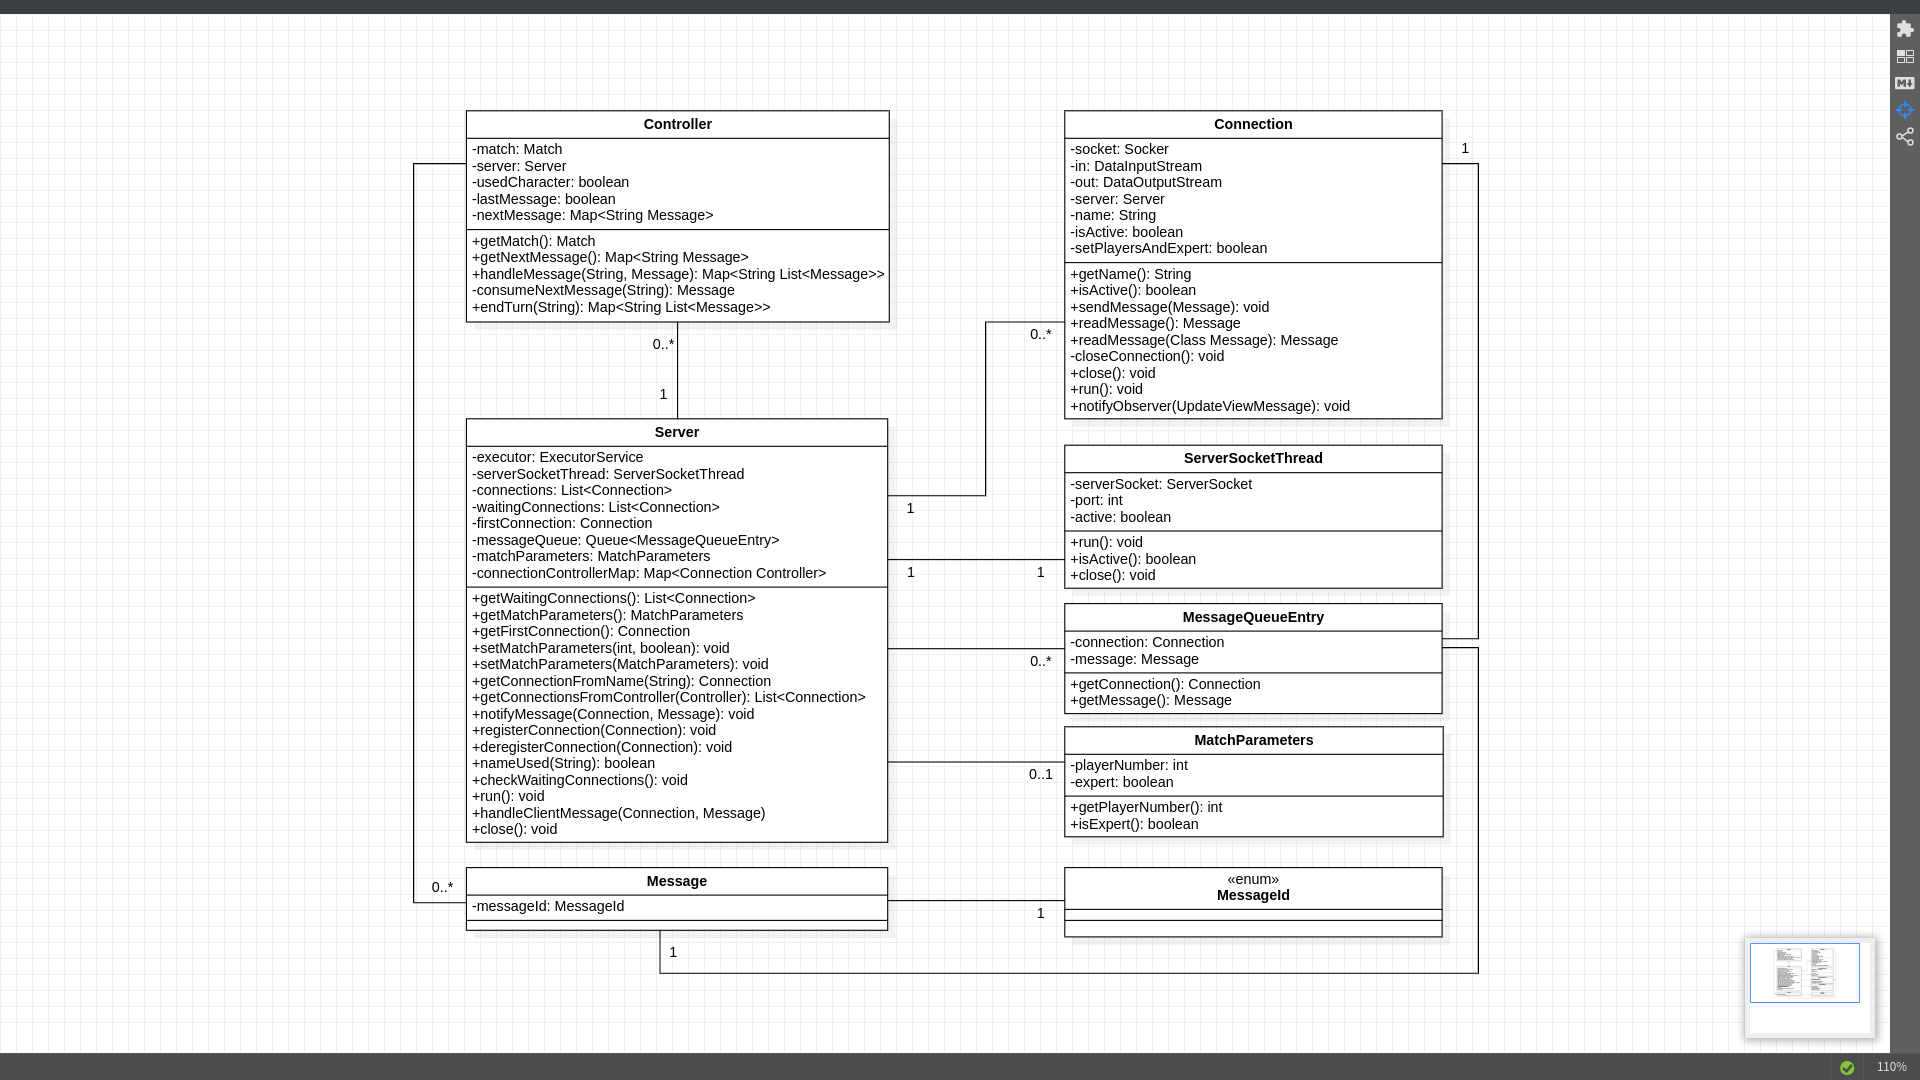 Controller
-match: Match
-server: Server
-usedCharacter: boolean
-lastMessage: boolean
-nextMessage: Map<String Message>
+getMatch(): Match
+getNextMessage(): Map<String Message>
+handleMessage(String, Message): Map<String List<Message>>
-consumeNextMessage(String): Message
+endTurn(String): Map<String List<Message>>
0..*
1
Server
-executor: ExecutorService
-serverSocketThread: ServerSocketThread
-connections: List<Connection>
-waitingConnections: List<Connection>
-firstConnection: Connection
-messageQueue: Queue<MessageQueueEntry>
-matchParameters: MatchParameters
-connectionControllerMap: Map<Connection Controller>
+getWaitingConnections(): List<Connection>
+getMatchParameters(): MatchParameters
+getFirstConnection(): Connection
+setMatchParameters(int, boolean): void
+setMatchParameters(MatchParameters): void
+getConnectionFromName(String): Connection
+getConnectionsFromController(Controller): List<Connection>
+notifyMessage(Connection, Message): void
+registerConnection(Connection): void
+deregisterConnection(Connection): void
+nameUsed(String): boolean
+checkWaitingConnections(): void
+run(): void
+handleClientMessage(Connection, Message)
+close(): void
0..*
Message
-messageId: MessageId
1
Connection
-socket: Socker
-in: DataInputStream
-out: DataOutputStream
-server: Server
-name: String
-isActive: boolean
-setPlayersAndExpert: boolean
+getName(): String
+isActive(): boolean
+sendMessage(Message): void
+readMessage(): Message
+readMessage(Class Message): Message
-closeConnection(): void
+close(): void
+run(): void
+notifyObserver(UpdateViewMessage): void
1
0..*
1
ServerSocketThread
-serverSocket: ServerSocket
-port: int
-active: boolean
+run(): void
+isActive(): boolean
+close(): void
1
1
MessageQueueEntry
-connection: Connection
-message: Message
+getConnection(): Connection
+getMessage(): Message
0..*
MatchParameters
-playerNumber: int
-expert: boolean
+getPlayerNumber(): int
+isExpert(): boolean
0..1
«enum»
MessageId
1
M
110%